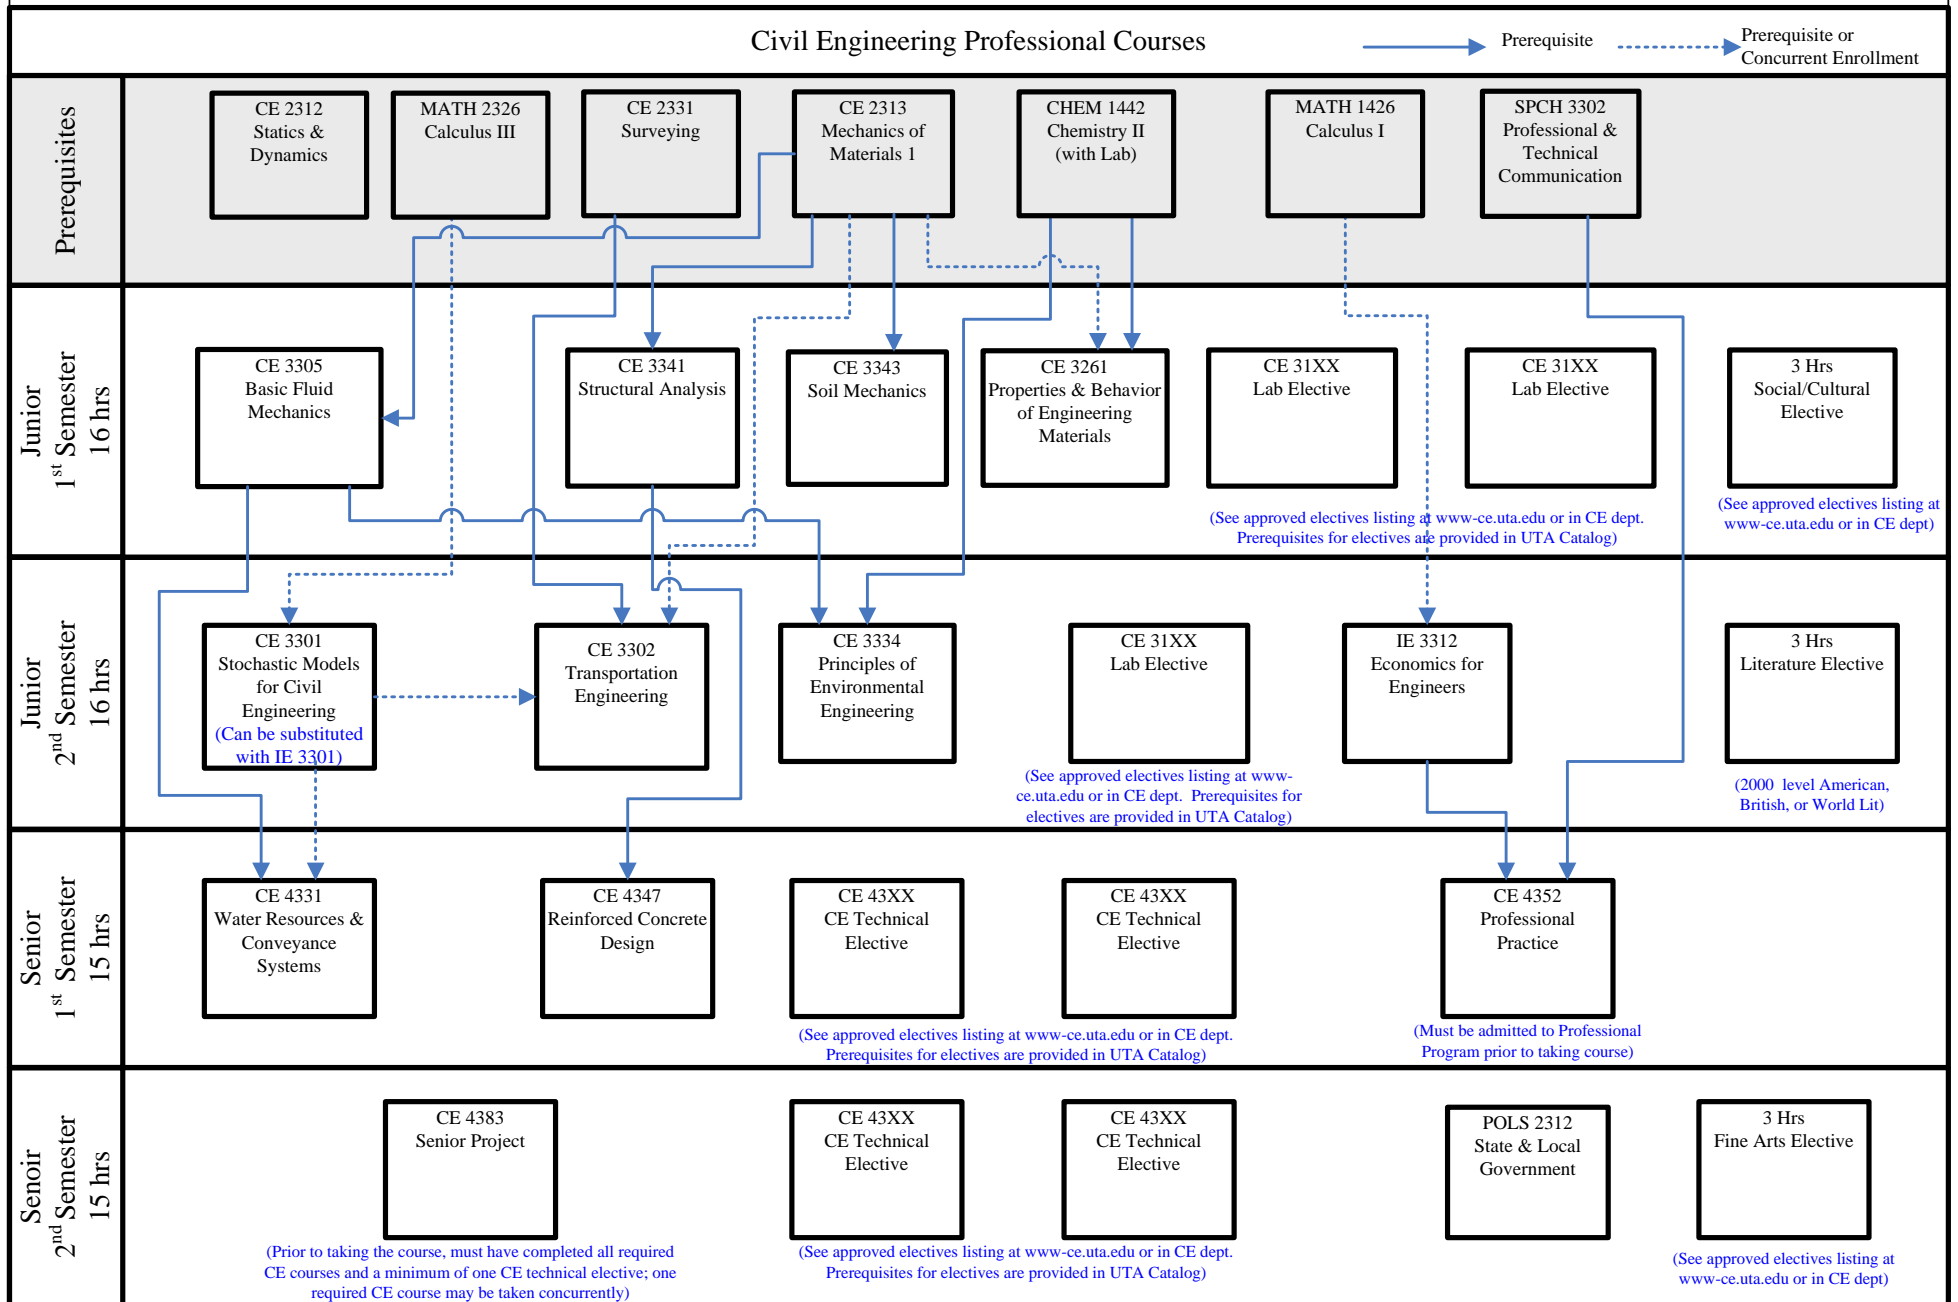 Civil Engineering Professional Courses
Prerequisite
Prerequisite or
Concurrent Enrollment
Prerequisites
CE 2312
Statics &
Dynamics
MATH 2326
Calculus III
CE 2331
Surveying
CE 2313
Mechanics of
Materials 1
CHEM 1442
Chemistry II
(with Lab)
MATH 1426
Calculus I
SPCH 3302
Professional &
Technical
Communication
Junior
1st Semester
16 hrs
CE 3305
Basic Fluid
Mechanics
CE 3341
Structural Analysis
CE 3343
Soil Mechanics
CE 3261
Properties & Behavior
of Engineering
Materials
CE 31XX
Lab Elective
CE 31XX
Lab Elective
3 Hrs
Social/Cultural
Elective
(See approved electives listing at www-ce.uta.edu or in CE dept.
Prerequisites for electives are provided in UTA Catalog)
(See approved electives listing at
www-ce.uta.edu or in CE dept)
Junior
2nd Semester
16 hrs
CE 3301
Stochastic Models
for Civil
Engineering
(Can be substituted
with IE 3301)
CE 3302
Transportation
Engineering
CE 3334
Principles of
Environmental
Engineering
CE 31XX
Lab Elective
(See approved electives listing at www-
ce.uta.edu or in CE dept.  Prerequisites for
electives are provided in UTA Catalog)
IE 3312
Economics for
Engineers
3 Hrs
Literature Elective
(2000  level American,
British, or World Lit)
Senior
1st Semester
15 hrs
CE 4331
Water Resources &
Conveyance
Systems
CE 4347
Reinforced Concrete
Design
CE 43XX
CE Technical
Elective
CE 43XX
CE Technical
Elective
(See approved electives listing at www-ce.uta.edu or in CE dept.
Prerequisites for electives are provided in UTA Catalog)
CE 4352
Professional
Practice
(Must be admitted to Professional
Program prior to taking course)
Senoir
2nd Semester
15 hrs
CE 4383
Senior Project
(Prior to taking the course, must have completed all required
CE courses and a minimum of one CE technical elective; one
required CE course may be taken concurrently)
CE 43XX
CE Technical
Elective
CE 43XX
CE Technical
Elective
(See approved electives listing at www-ce.uta.edu or in CE dept.
Prerequisites for electives are provided in UTA Catalog)
POLS 2312
State & Local
Government
3 Hrs
Fine Arts Elective
(See approved electives listing at
www-ce.uta.edu or in CE dept)